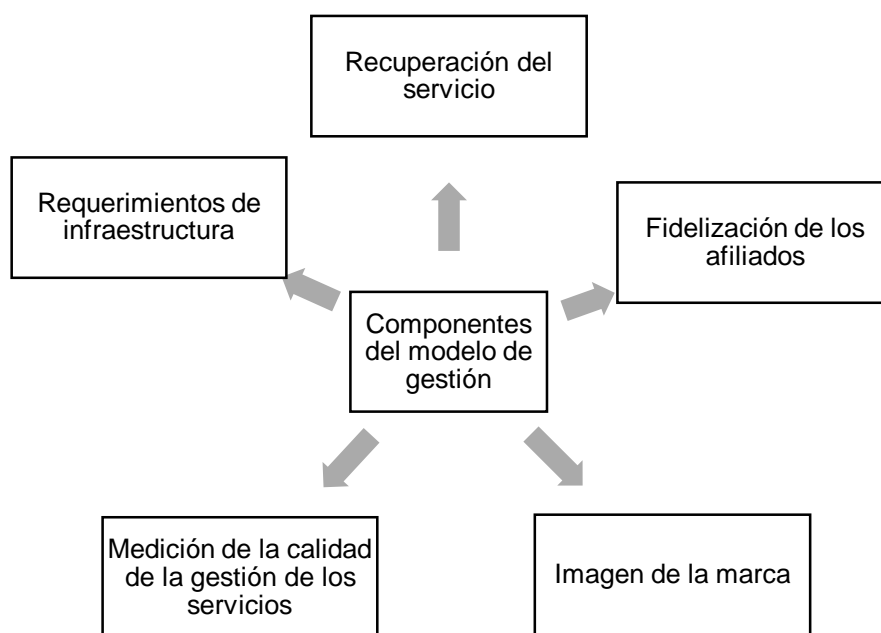 Recuperación del
servicio
Requerimientos de
infraestructura
Fidelización de los
afiliados
Componentes
del modelo de
gestión
Medición de la calidad
de la gestión de los
servicios
Imagen de la marca